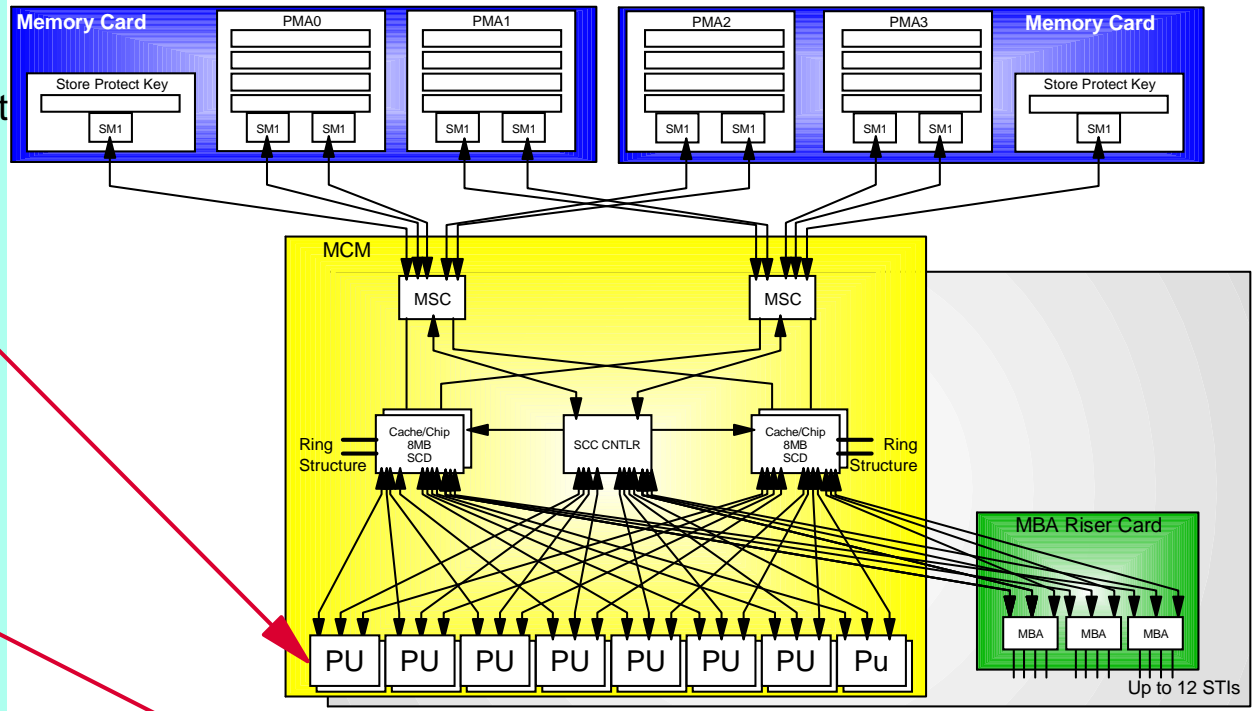 Memory Card
PMA0
PMA1
PMA2
PMA3
Memory Card
Store Protect Key
Store Protect Key
t
SM1
SM1
SM1
SM1
SM1
SM1
SM1
SM1
SM1
SM1
MCM
MSC
MSC
Ring
Structure
Cache/Chip
8MB
SCD
SCC CNTLR
Cache/Chip
8MB
SCD
Ring
Structure
MBA Riser Card
MBA
MBA
MBA
PU
PU
PU
PU
PU
PU
PU
Pu
Up to 12 STIs